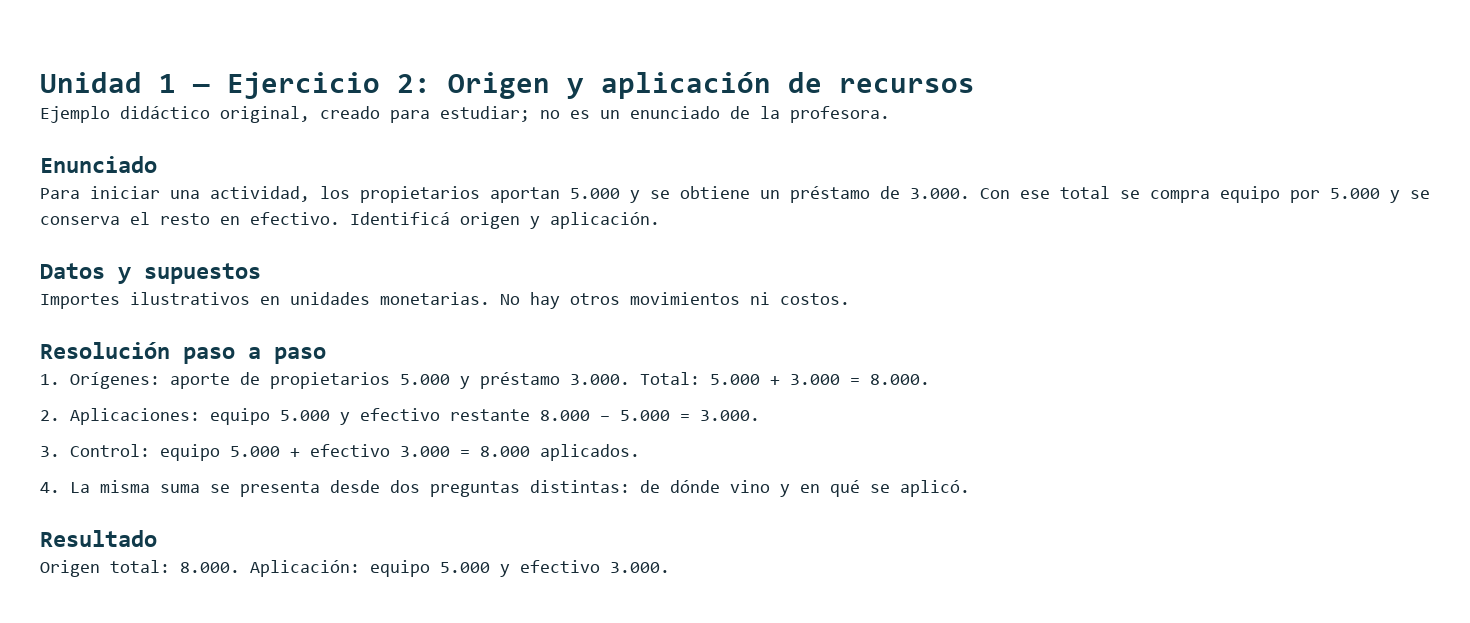 Unidad 1 — Ejercicio 2: Origen y aplicación de recursos
Ejemplo didáctico original, creado para estudiar; no es un enunciado de la profesora.
Enunciado
Para iniciar una actividad, los propietarios aportan 5.000 y se obtiene un préstamo de 3.000. Con ese total se compra equipo por 5.000 y se
conserva el resto en efectivo. Identificá origen y aplicación.
Datos y supuestos
Importes ilustrativos en unidades monetarias. No hay otros movimientos ni costos.
Resolución paso a paso
1. Orígenes: aporte de propietarios 5.000 y préstamo 3.000. Total: 5.000 + 3.000 = 8.000.
2. Aplicaciones: equipo 5.000 y efectivo restante 8.000 − 5.000 = 3.000.
3. Control: equipo 5.000 + efectivo 3.000 = 8.000 aplicados.
4. La misma suma se presenta desde dos preguntas distintas: de dónde vino y en qué se aplicó.
Resultado
Origen total: 8.000. Aplicación: equipo 5.000 y efectivo 3.000.